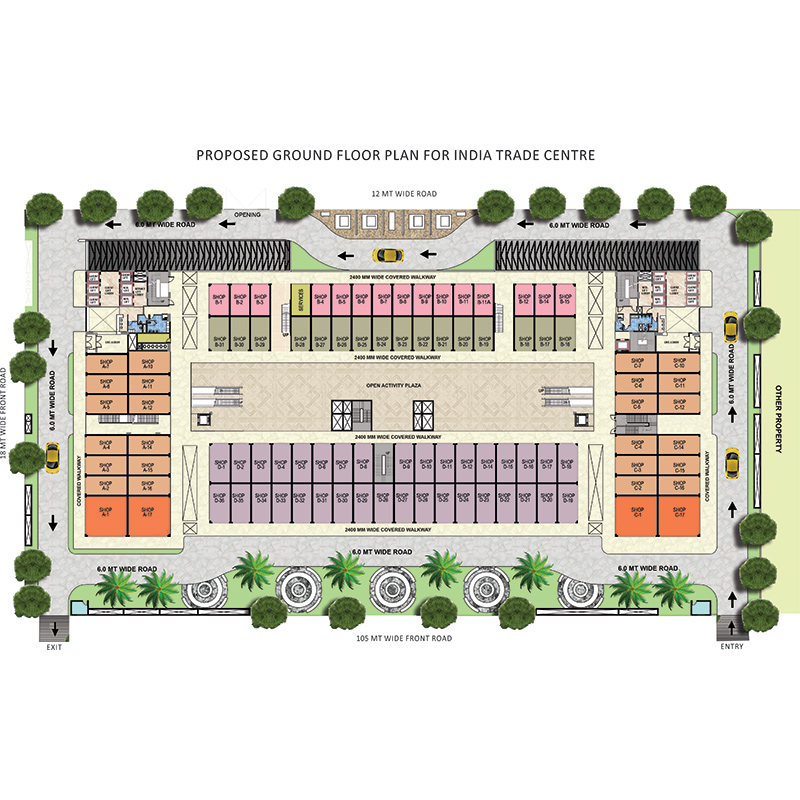 PROPOSED GROUND FLOOR PLAN FOR INDIA TRADE CENTRE
12 MT WIDE ROAD
OPENING
6.0 MT WIDE ROAD
6.0 MT WIDE ROAD
2400 MM WIDE COVERED WALKWAY
SHOP B-1
SHOP B-2
SHOP B-3
SERVICES
SHOP B-4
SHOP B-5
SHOP B-6
SHOP B-7
SHOP B-8
SHOP B-9
SHOP B-10
SHOP B-11
SHOP B-11A
SHOP B-12
SHOP B-14
SHOP B-15
UP
SHOP B-31
SHOP B-30
SHOP B-29
SHOP B-28
SHOP B-27
SHOP B-26
SHOP B-25
SHOP B-24
SHOP B-23
SHOP B-22
SHOP B-21
SHOP B-20
SHOP B-19
SHOP B-18
SHOP B-17
SHOP B-16
2400 MM WIDE COVERED WALKWAY
OPEN ACTIVITY PLAZA
UP
SHOP A-7
SHOP A-10
SHOP A-6
SHOP A-11
SHOP A-5
SHOP A-12
SHOP A-4
SHOP A-14
SHOP A-3
SHOP A-15
SHOP A-2
SHOP A-16
SHOP A-1
SHOP A-17
SHOP C-7
SHOP C-10
SHOP C-6
SHOP C-11
SHOP C-5
SHOP C-12
SHOP C-4
SHOP C-14
SHOP C-3
SHOP C-15
SHOP C-2
SHOP C-16
SHOP C-1
SHOP C-17
18 MT WIDE FRONT ROAD
6.0 MT WIDE ROAD
COVERED WALKWAY
COVERED WALKWAY
6.0 MT WIDE ROAD
OTHER PROPERTY
2400 MM WIDE COVERED WALKWAY
SHOP D-1
SHOP D-2
SHOP D-3
SHOP D-4
SHOP D-5
SHOP D-6
SHOP D-7
SHOP D-8
SHOP D-9
SHOP D-10
SHOP D-11
SHOP D-12
SHOP D-14
SHOP D-15
SHOP D-16
SHOP D-17
SHOP D-18
SHOP D-36
SHOP D-35
SHOP D-34
SHOP D-33
SHOP D-32
SHOP D-31
SHOP D-30
SHOP D-29
SHOP D-28
SHOP D-27
SHOP D-26
SHOP D-25
SHOP D-24
SHOP D-23
SHOP D-22
SHOP D-21
SHOP D-20
SHOP D-19
2400 MM WIDE COVERED WALKWAY
6.0 MT WIDE ROAD
6.0 MT WIDE ROAD
6.0 MT WIDE ROAD
105 MT WIDE FRONT ROAD
EXIT
ENTRY